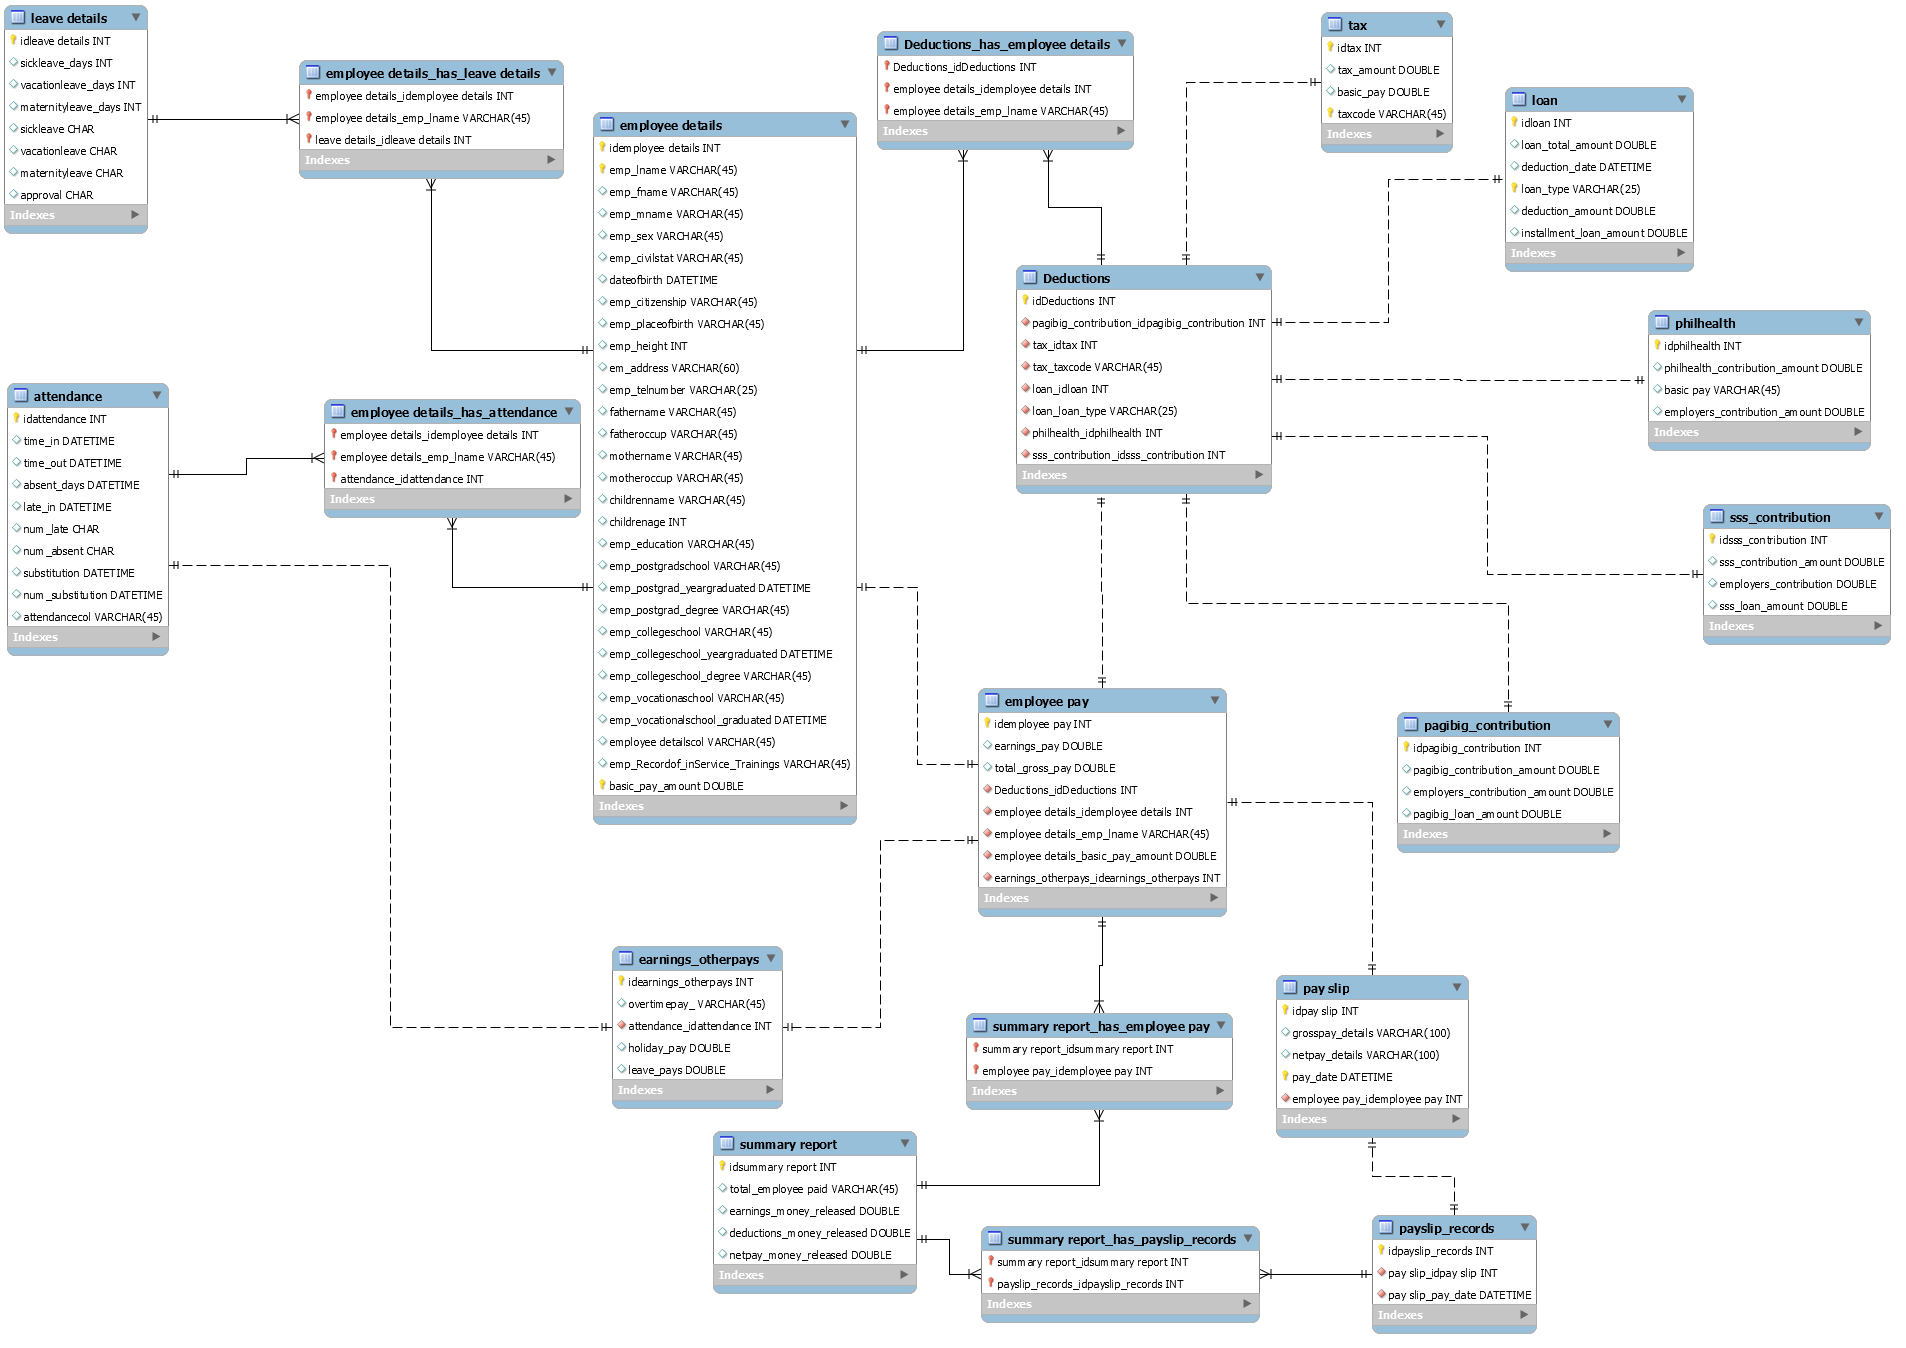 leave details
idleave details INT
sickleave_days INT
vacationleave_days INT
maternityleave_days INT
sickleave CHAR
vacationleave CHAR
maternityleave CHAR
approval CHAR
Indexes
employee details_has_leave details
employee details_idemployee details INT
employee details_emp_lname VARCHAR(45)
leave details_idleave details INT
Indexes
attendance
idattendance INT
time_in DATETIME
time_out DATETIME
absent_days DATETIME
late_in DATETIME
num_late CHAR
num_absent CHAR
substitution DATETIME
num_substitution DATETIME
attendancecol VARCHAR(45)
Indexes
employee details_has_attendance
employee details_idemployee details INT
employee details_emp_lname VARCHAR(45)
attendance_idattendance INT
Indexes
employee details
idemployee details INT
emp_lname VARCHAR(45)
emp_fname VARCHAR(45)
emp_mname VARCHAR(45)
emp_sex VARCHAR(45)
emp_civilstat VARCHAR(45)
dateofbirth DATETIME
emp_citizenship VARCHAR(45)
emp_placeofbirth VARCHAR(45)
emp_height INT
em_address VARCHAR(60)
emp_telnumber VARCHAR(25)
fathername VARCHAR(45)
fatheroccup VARCHAR(45)
mothername VARCHAR(45)
motheroccup VARCHAR(45)
childrenname VARCHAR(45)
childrenage INT
emp_education VARCHAR(45)
emp_postgradschool VARCHAR(45)
emp_postgrad_yeargraduated DATETIME
emp_postgrad_degree VARCHAR(45)
emp_collegeschool VARCHAR(45)
emp_collegeschool_yeargraduated DATETIME
emp_collegeschool_degree VARCHAR(45)
emp_vocationaschool VARCHAR(45)
emp_vocationalschool_graduated DATETIME
employee detailscol VARCHAR(45)
emp_Recordof_inService_Trainings VARCHAR(45)
basic_pay_amount DOUBLE
Indexes
Deductions_has_employee details
Deductions_idDeductions INT
employee details_idemployee details INT
employee details_emp_lname VARCHAR(45)
Indexes
tax
idtax INT
tax_amount DOUBLE
basic_pay DOUBLE
taxcode VARCHAR(45)
Indexes
loan
idloan INT
loan_total_amount DOUBLE
deduction_date DATETIME
loan_type VARCHAR(25)
deduction_amount DOUBLE
installment_loan_amount DOUBLE
Indexes
Deductions
idDeductions INT
pagibig_contribution_idpagibig_contribution INT
tax_idtax INT
tax_taxcode VARCHAR(45)
loan_idloan INT
loan_loan_type VARCHAR(25)
philhealth_idphilhealth INT
sss_contribution_idsss_contribution INT
Indexes
philhealth
idphilhealth INT
philhealth_contribution_amount DOUBLE
basic pay VARCHAR(45)
employers_contribution_amount DOUBLE
Indexes
sss_contribution
idsss_contribution INT
sss_contribution_amount DOUBLE
employers_contribution DOUBLE
sss_loan_amount DOUBLE
Indexes
employee pay
idemployee pay INT
earnings_pay DOUBLE
total_gross_pay DOUBLE
Deductions_idDeductions INT
employee details_idemployee details INT
employee details_emp_lname VARCHAR(45)
employee details_basic_pay_amount DOUBLE
earnings_otherpays_idearnings_otherpays INT
Indexes
pagibig_contribution
idpagibig_contribution INT
pagibig_contribution_amount DOUBLE
employers_contribution_amount DOUBLE
pagibig_loan_amount DOUBLE
Indexes
earnings_otherpays
idearnings_otherpays INT
overtimepay_ VARCHAR(45)
attendance_idattendance INT
holiday_pay DOUBLE
leave_pays DOUBLE
Indexes
summary report_has_employee pay
summary report_idsummary report INT
employee pay_idemployee pay INT
Indexes
pay slip
idpay slip INT
grosspay_details VARCHAR(100)
netpay_details VARCHAR(100)
pay_date DATETIME
employee pay_idemployee pay INT
Indexes
summary report
idsummary report INT
total_employee paid VARCHAR(45)
earnings_money_released DOUBLE
deductions_money_released DOUBLE
netpay_money_released DOUBLE
Indexes
summary report_has_payslip_records
summary report_idsummary report INT
payslip_records_idpayslip_records INT
Indexes
payslip_records
idpayslip_records INT
pay slip_idpay slip INT
pay slip_pay_date DATETIME
Indexes